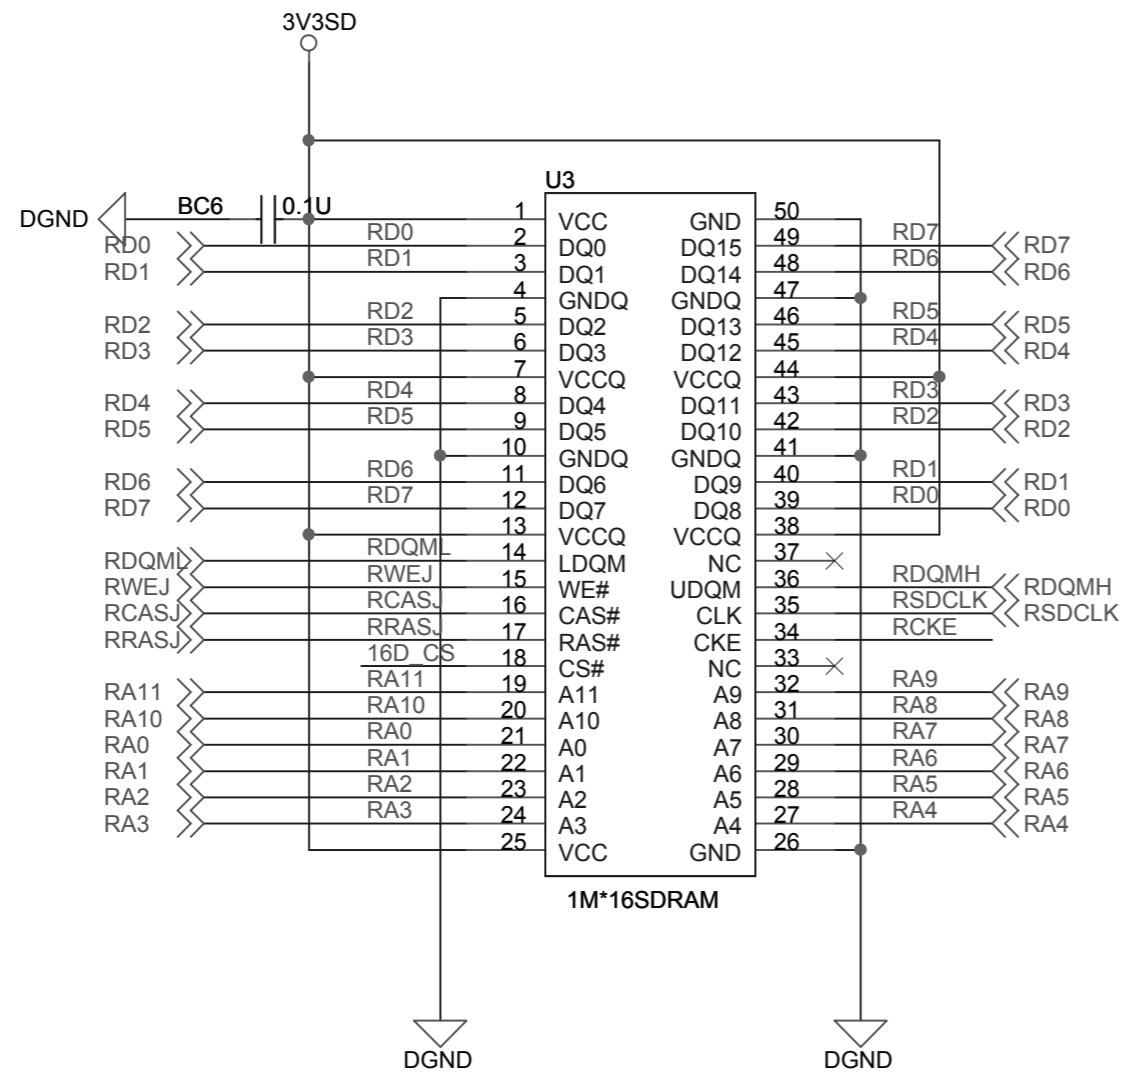 3V3SD
U3
DGND BC6 0.1U 1 VCC GND 50
RD0 RD0 2 DQ0 DQ15 49 RD7 RD7
RD1 RD1 3 DQ1 DQ14 48 RD6 RD6
4 GNDQ GNDQ 47
RD2 RD2 5 DQ2 DQ13 46 RD5 RD5
RD3 RD3 6 DQ3 DQ12 45 RD4 RD4
7 VCCQ VCCQ 44
RD4 RD4 8 DQ4 DQ11 43 RD3 RD3
RD5 RD5 9 DQ5 DQ10 42 RD2 RD2
10 GNDQ GNDQ 41
RD6 RD6 11 DQ6 DQ9 40 RD1 RD1
RD7 RD7 12 DQ7 DQ8 39 RD0 RD0
13 VCCQ VCCQ 38
RDQML RDQML 14 LDQM NC 37
RWEJ RWEJ 15 WE# UDQM 36 RDQMH RDQMH
RCASJ RCASJ 16 CAS# CLK 35 RSDCLK RSDCLK
RRASJ RRASJ 17 RAS# CKE 34 RCKE
16D_CS 18 CS# NC 33
RA11 RA11 19 A11 A9 32 RA9 RA9
RA10 RA10 20 A10 A8 31 RA8 RA8
RA0 RA0 21 A0 A7 30 RA7 RA7
RA1 RA1 22 A1 A6 29 RA6 RA6
RA2 RA2 23 A2 A5 28 RA5 RA5
RA3 RA3 24 A3 A4 27 RA4 RA4
25 VCC GND 26
1M*16SDRAM
DGND DGND